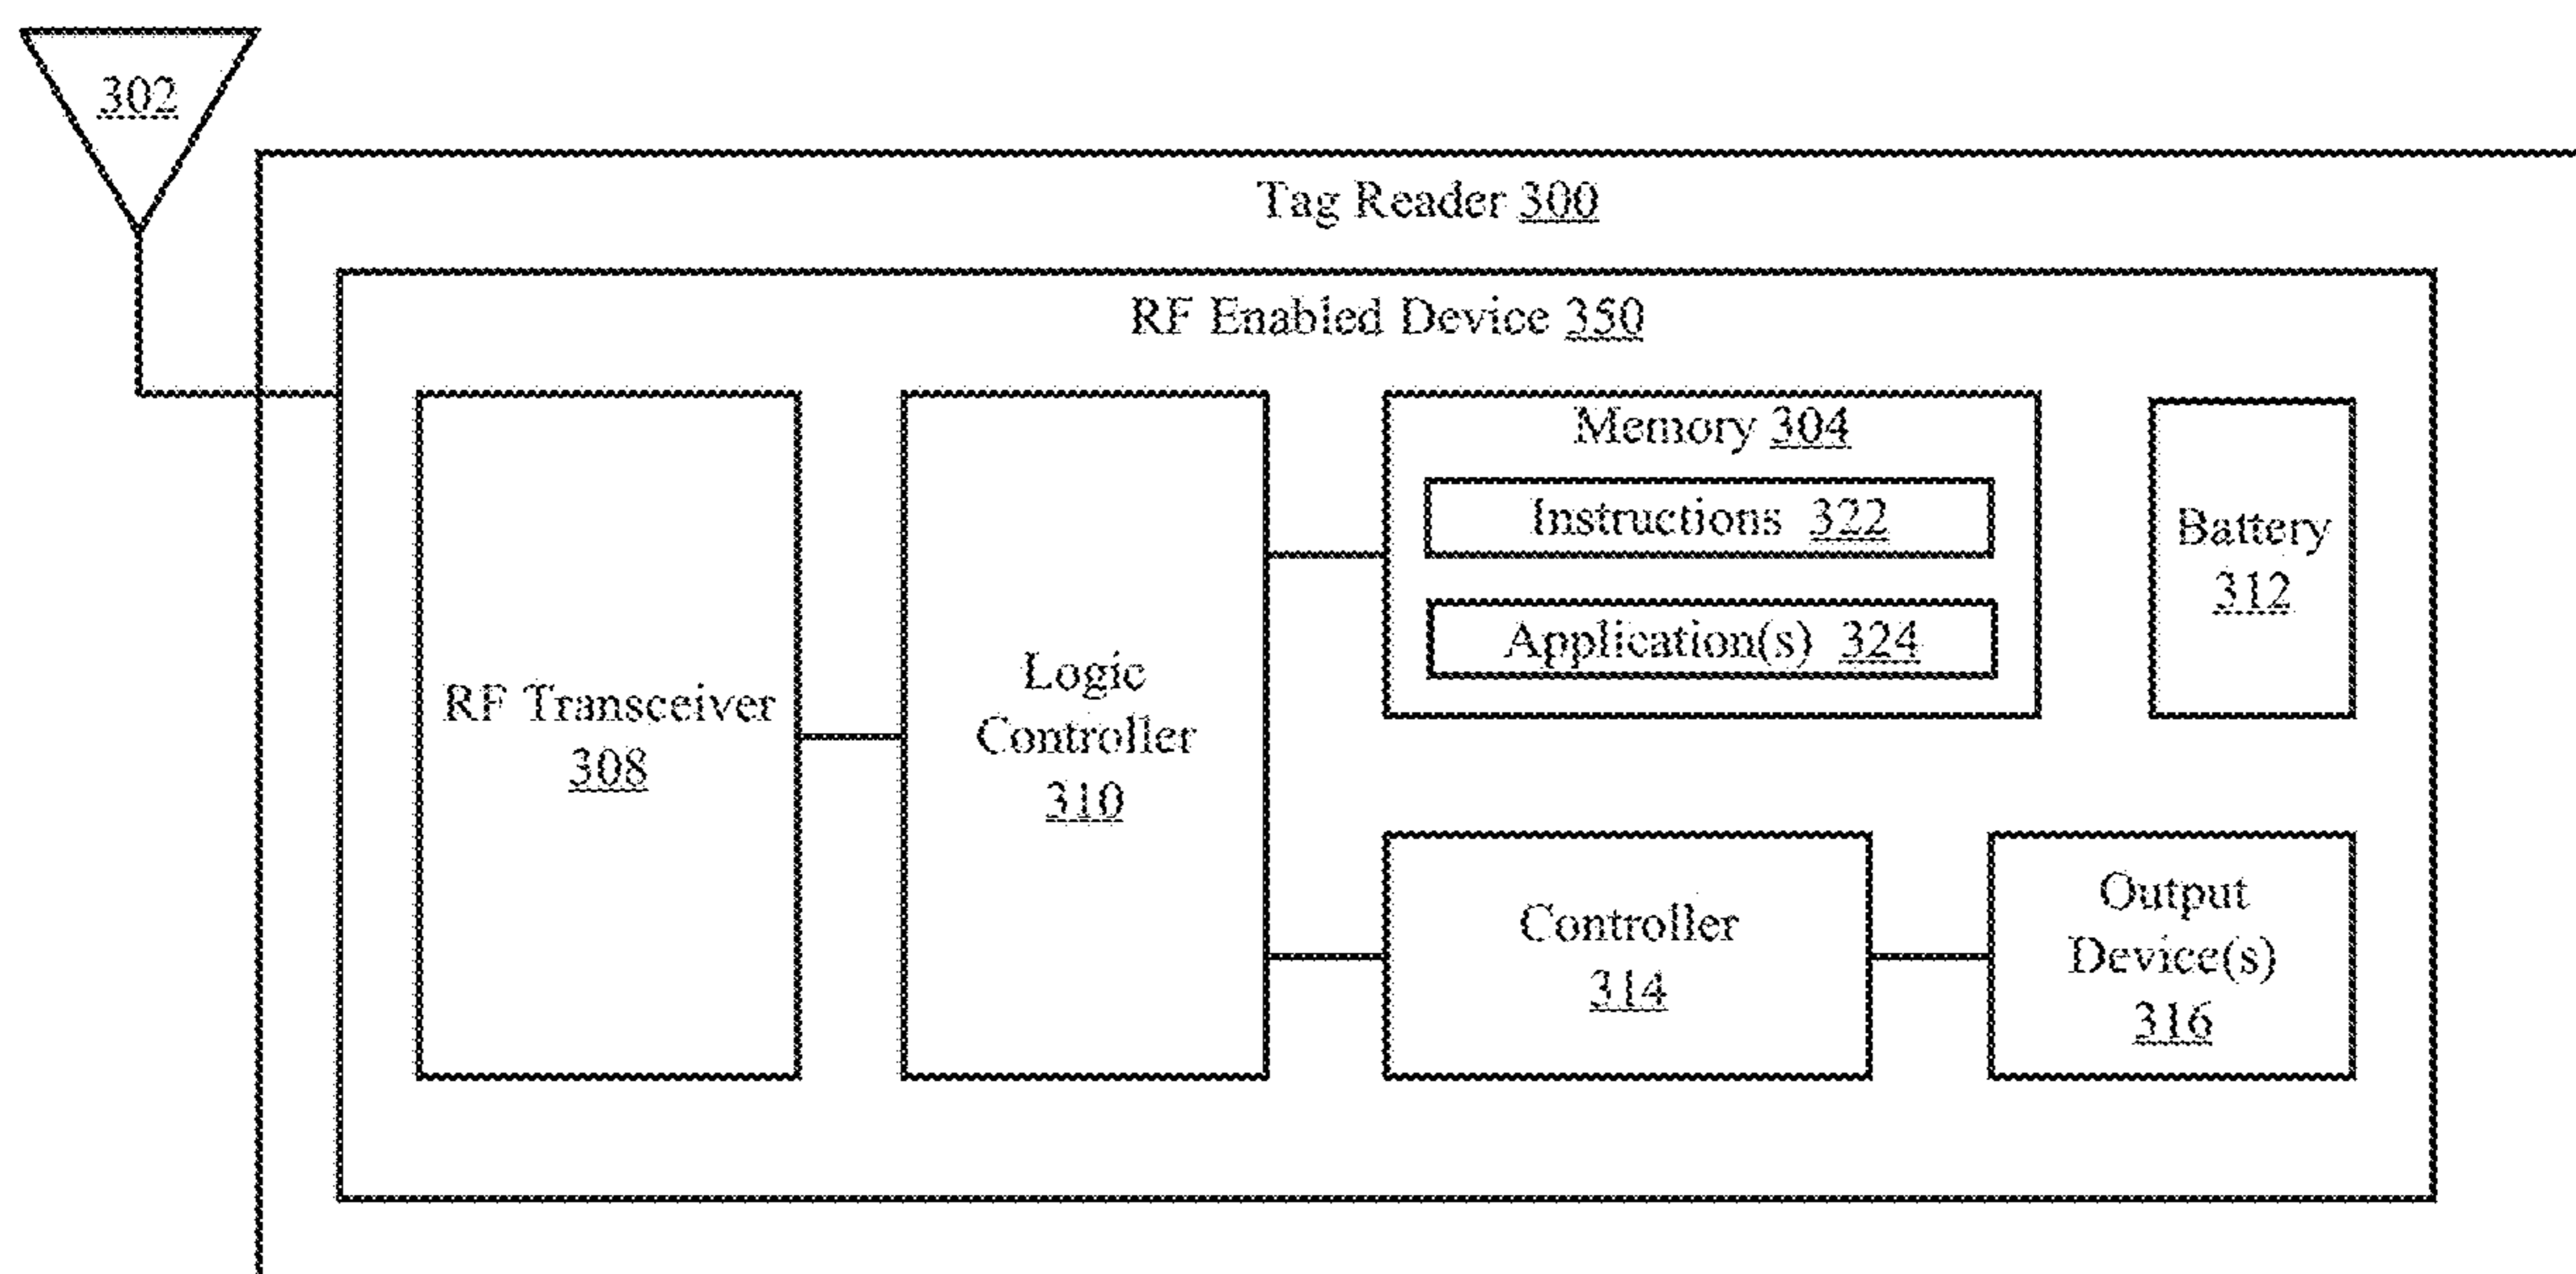 302
Tag Reader 300
RF Enabled Device 350
RF Transceiver
308
Logic
Controller
310
Memory 304
Instructions 322
Application(s) 324
Battery
312
Controller
314
Output
Device(s)
316